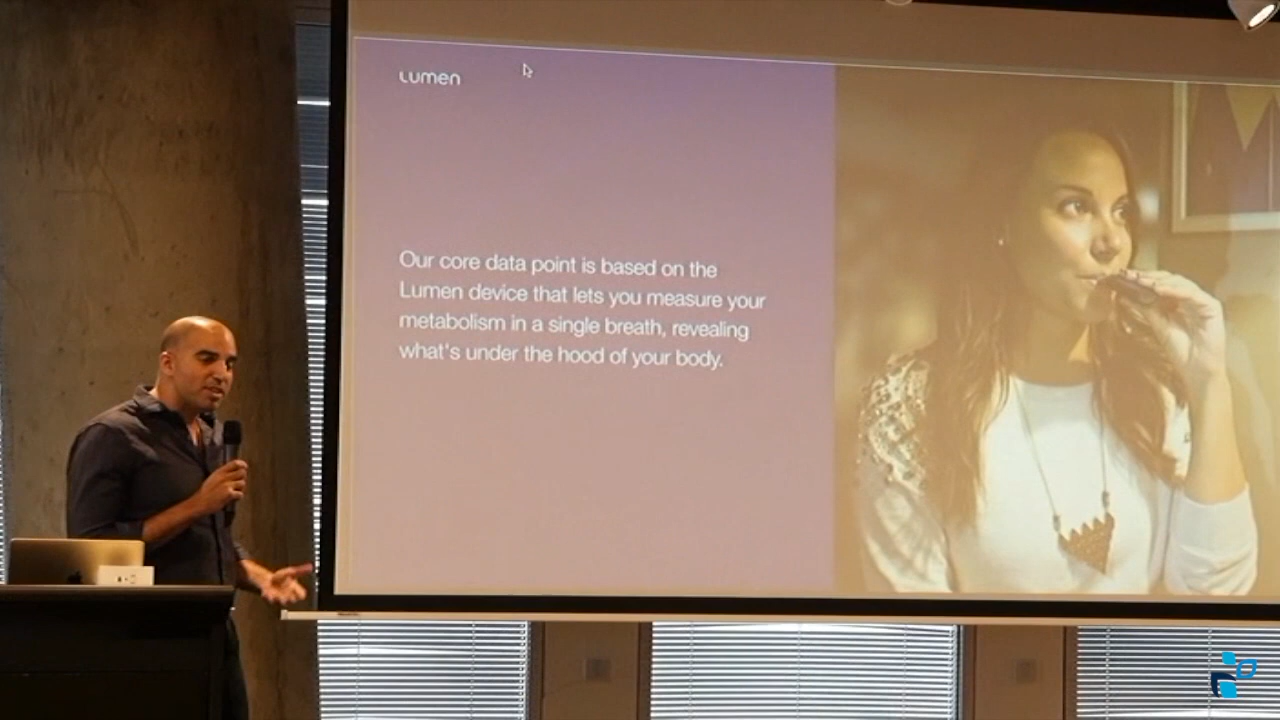 Lumen
Our core data point is based on the
Lumen device that lets you measure your
metabolism in a single breath, revealing
what's under the hood of your body.